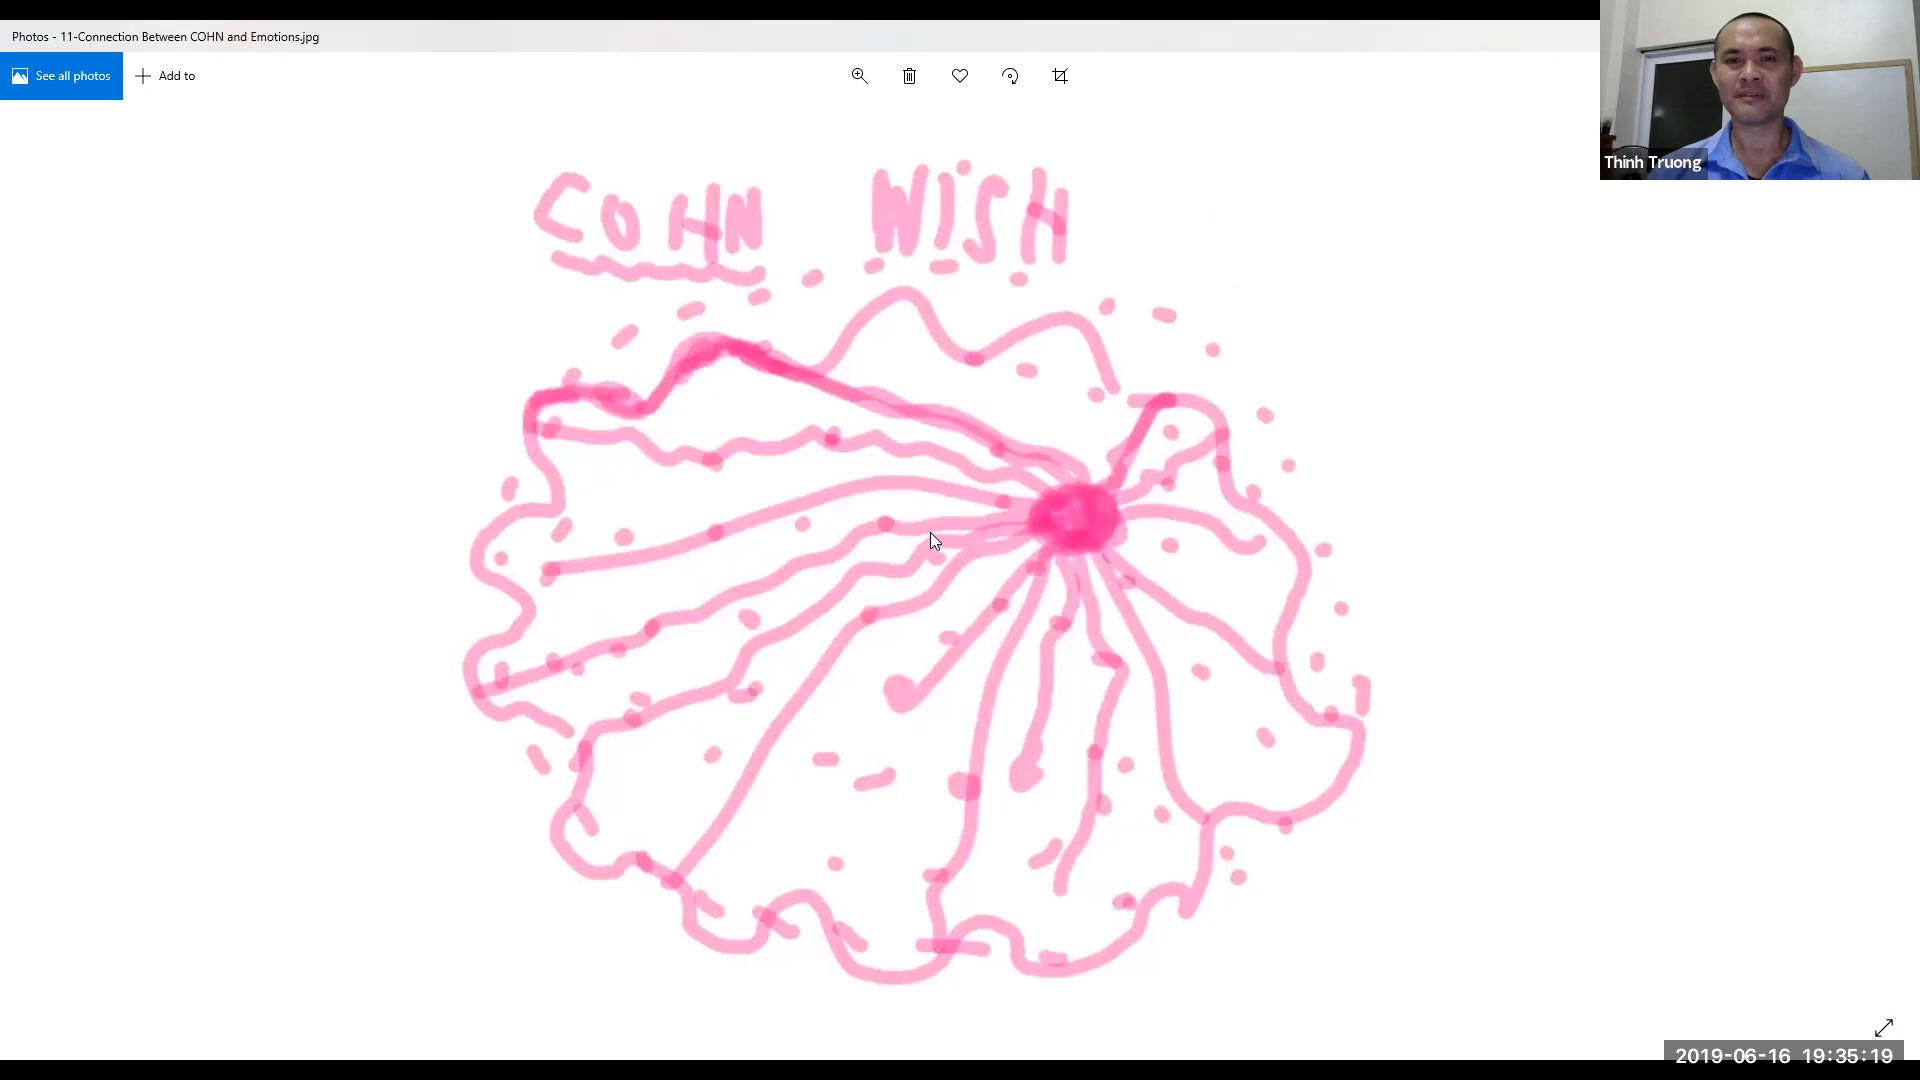 Photos - 11-Connection Between COHN and Emotions.jpg
See all photos
Add to
Thinh Truong
COHN WISH
2019-06-16 19:35:19